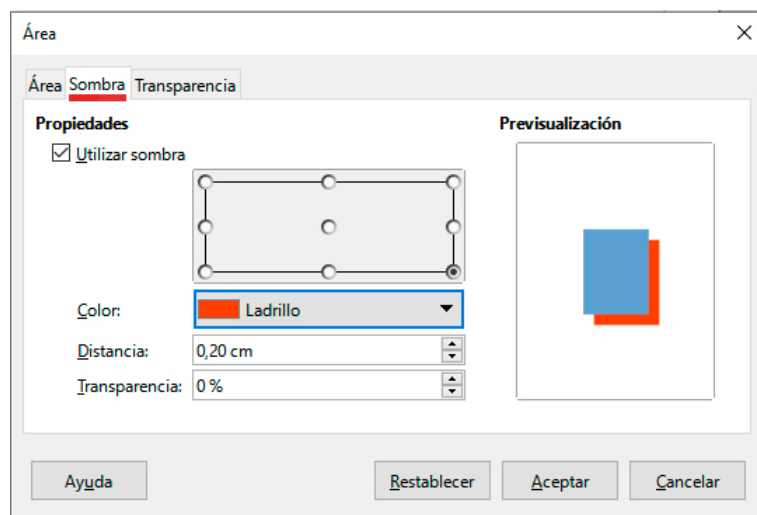 Área
Área Sombra Transparencia
Propiedades
Previsualización
Utilizar sombra
Color: Ladrillo
Distancia: 0,20 cm
Transparencia: 0 %
Ayuda Restablecer Aceptar Cancelar